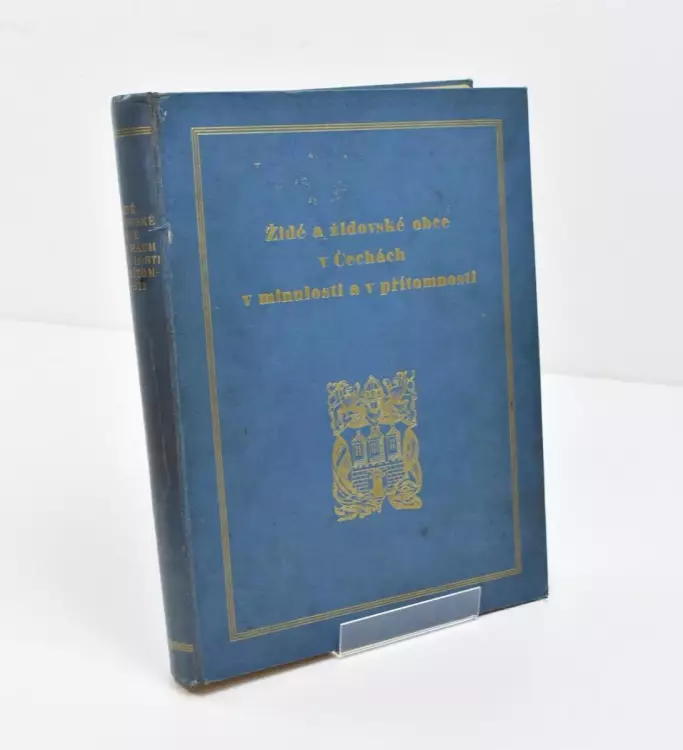 Židé a židovské obce
v Čechách
v minulosti a v přítomnosti